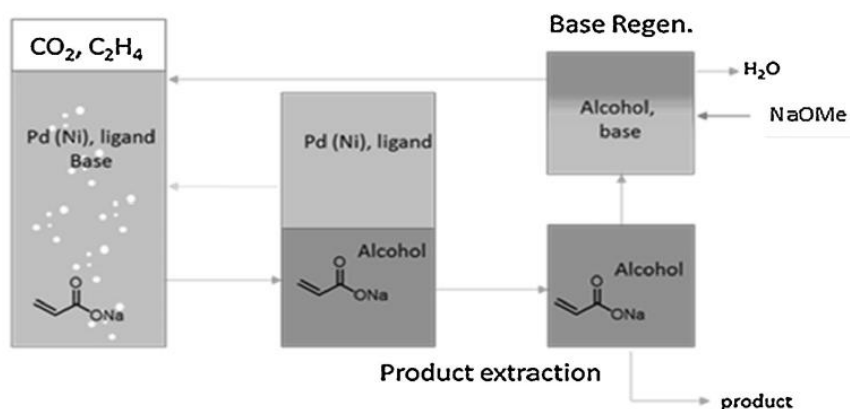 Base Regen.
CO₂, C₂H₄
H₂O
Alcohol,
base
NaOMe
Pd (Ni), ligand
Base
Pd (Ni), ligand
Alcohol
O
ONa
Alcohol
O
ONa
O
ONa
Product extraction
product